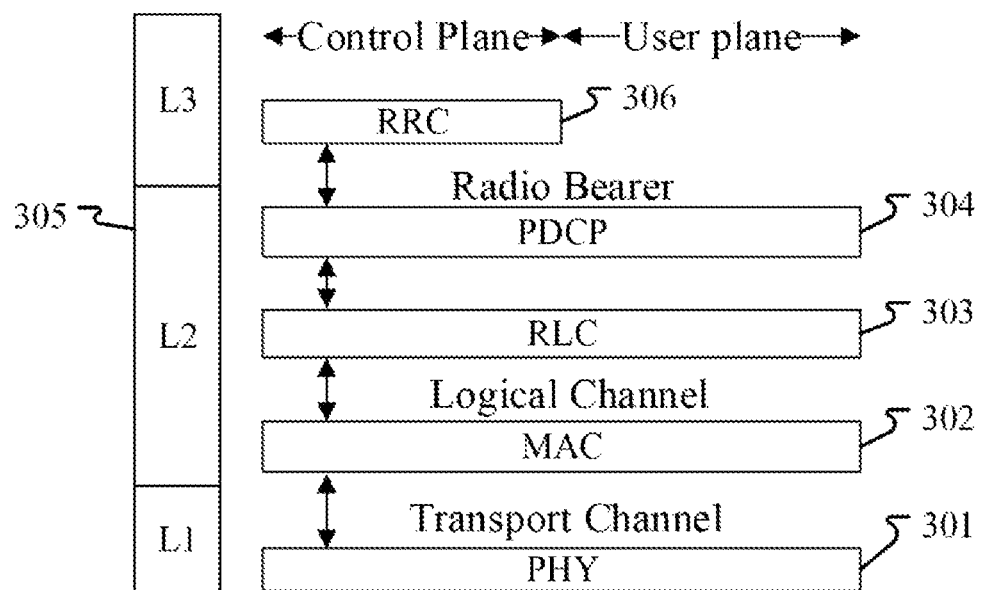 Control Plane User plane
L3
RRC
306
Radio Bearer
305
PDCP
304
L2
RLC
303
Logical Channel
MAC
302
L1
Transport Channel
PHY
301